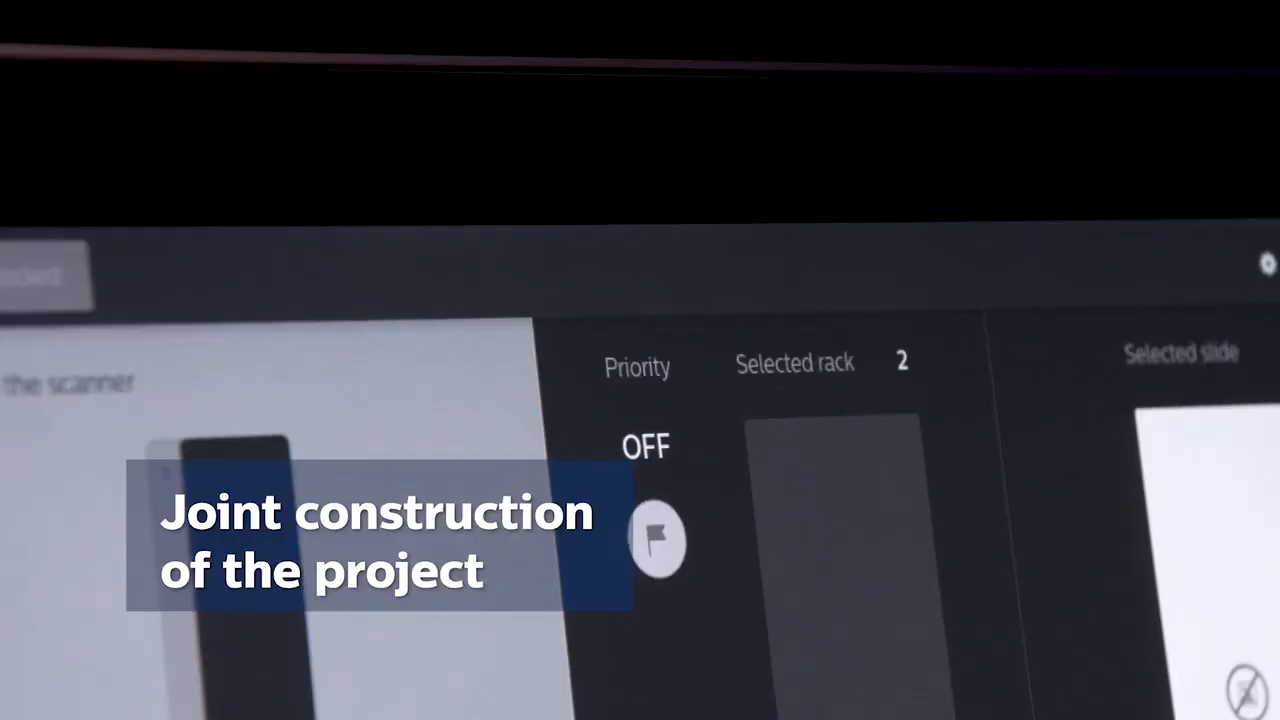 the scanner
Priority
Selected rack 2
Selected slide
OFF
Joint construction
of the project